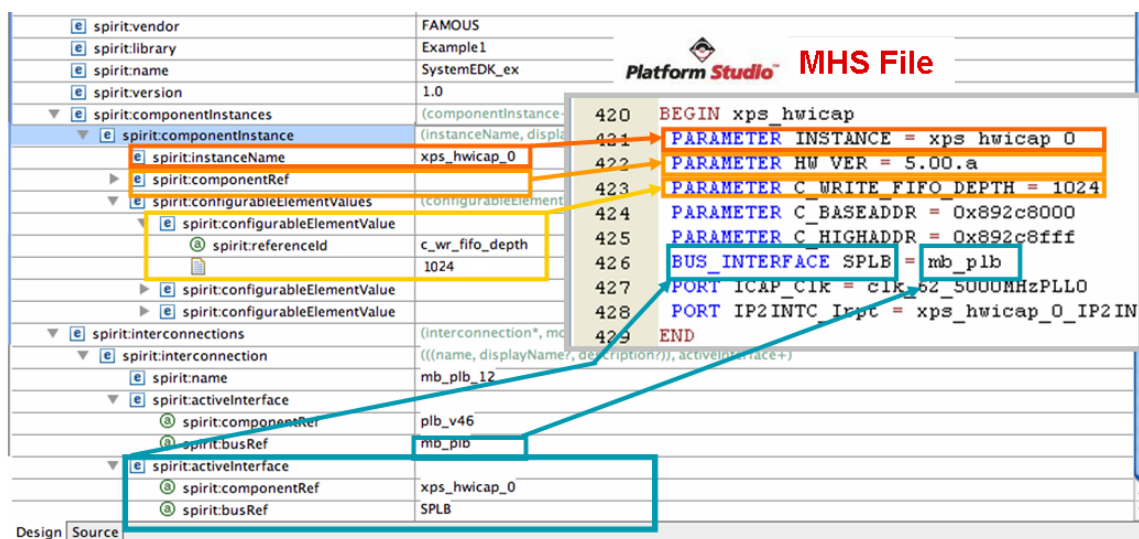 spirit:vendor FAMOUS
spirit:library Example1
spirit:name SystemEDK_ex
spirit:version 1.0
spirit:componentInstances (componentInstance
spirit:componentInstance (instanceName, displa
spirit:instanceName xps_hwicap_0
spirit:componentRef
spirit:configurableElementValues (configurableElement
spirit:configurableElementValue
spirit:referenceId c_wr_fifo_depth
1024
spirit:configurableElementValue
spirit:configurableElementValue
spirit:interconnections (interconnection*, mo
spirit:interconnection (((name, displayName?, description?)), activeInterface+)
spirit:name mb_plb_12
spirit:activeInterface
spirit:componentRef plb_v46
spirit:busRef mb_plb
spirit:activeInterface
spirit:componentRef xps_hwicap_0
spirit:busRef SPLB
Design Source
Platform Studio™ MHS File
420 BEGIN xps_hwicap
421 PARAMETER INSTANCE = xps_hwicap_0
422 PARAMETER HW_VER = 5.00.a
423 PARAMETER C_WRITE_FIFO_DEPTH = 1024
424 PARAMETER C_BASEADDR = 0x892c8000
425 PARAMETER C_HIGHADDR = 0x892c8fff
426 BUS_INTERFACE SPLB = mb_plb
427 PORT ICAP_Clk = clk_62_5000MHzPLL0
428 PORT IP2INTC_Irpt = xps_hwicap_0_IP2IN
429 END